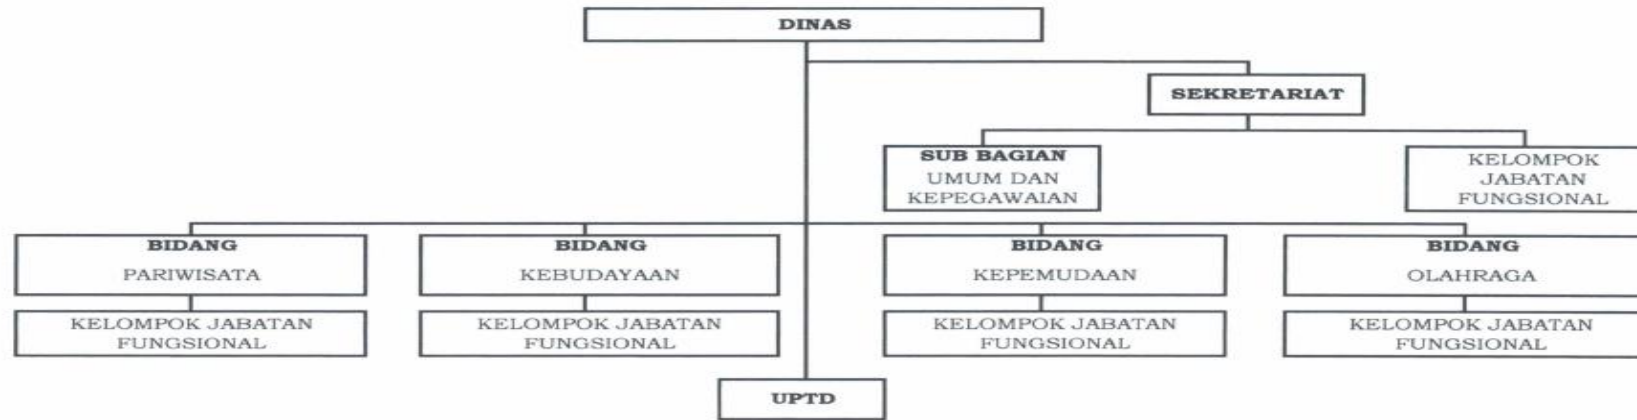 DINAS
SEKRETARIAT
SUB BAGIAN
UMUM DAN
KEPEGAWAIAN
KELOMPOK
JABATAN
FUNGSIONAL
BIDANG
PARIWISATA
BIDANG
KEBUDAYAAN
BIDANG
KEPEMUDAAN
BIDANG
OLAHRAGA
KELOMPOK JABATAN
FUNGSIONAL
KELOMPOK JABATAN
FUNGSIONAL
KELOMPOK JABATAN
FUNGSIONAL
KELOMPOK JABATAN
FUNGSIONAL
UPTD